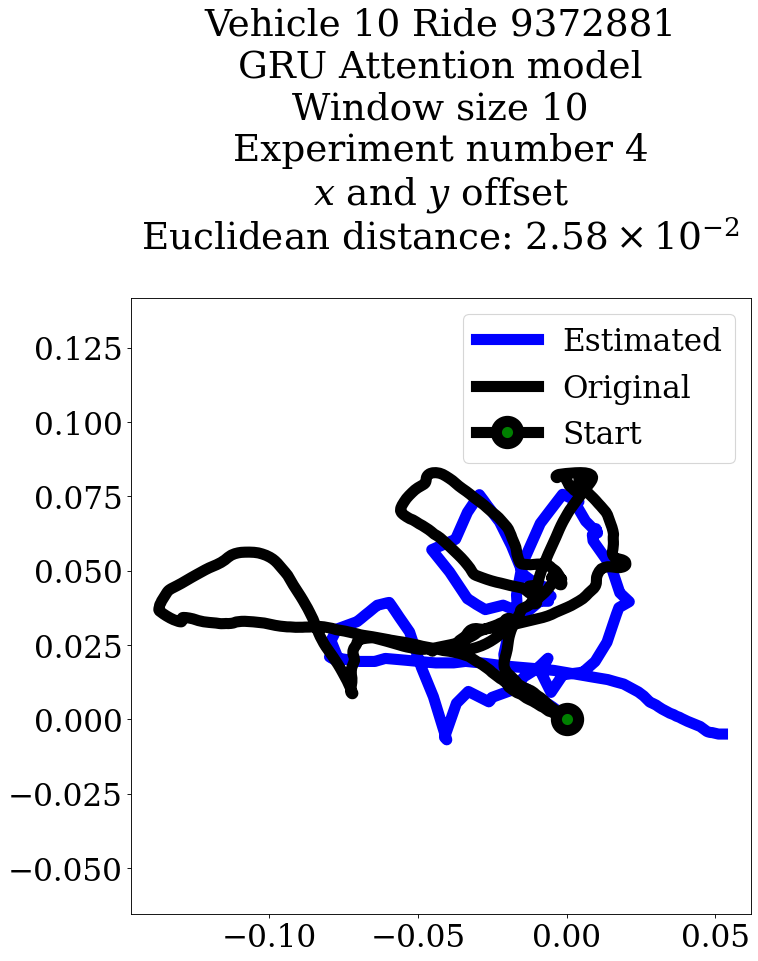 Vehicle 10 Ride 9372881
GRU Attention model
Window size 10
Experiment number 4
x and y offset
Euclidean distance: 2.58 × 10⁻²
Estimated
Original
Start
0.125
0.100
0.075
0.050
0.025
0.000
−0.025
−0.050
−0.10 −0.05 0.00 0.05